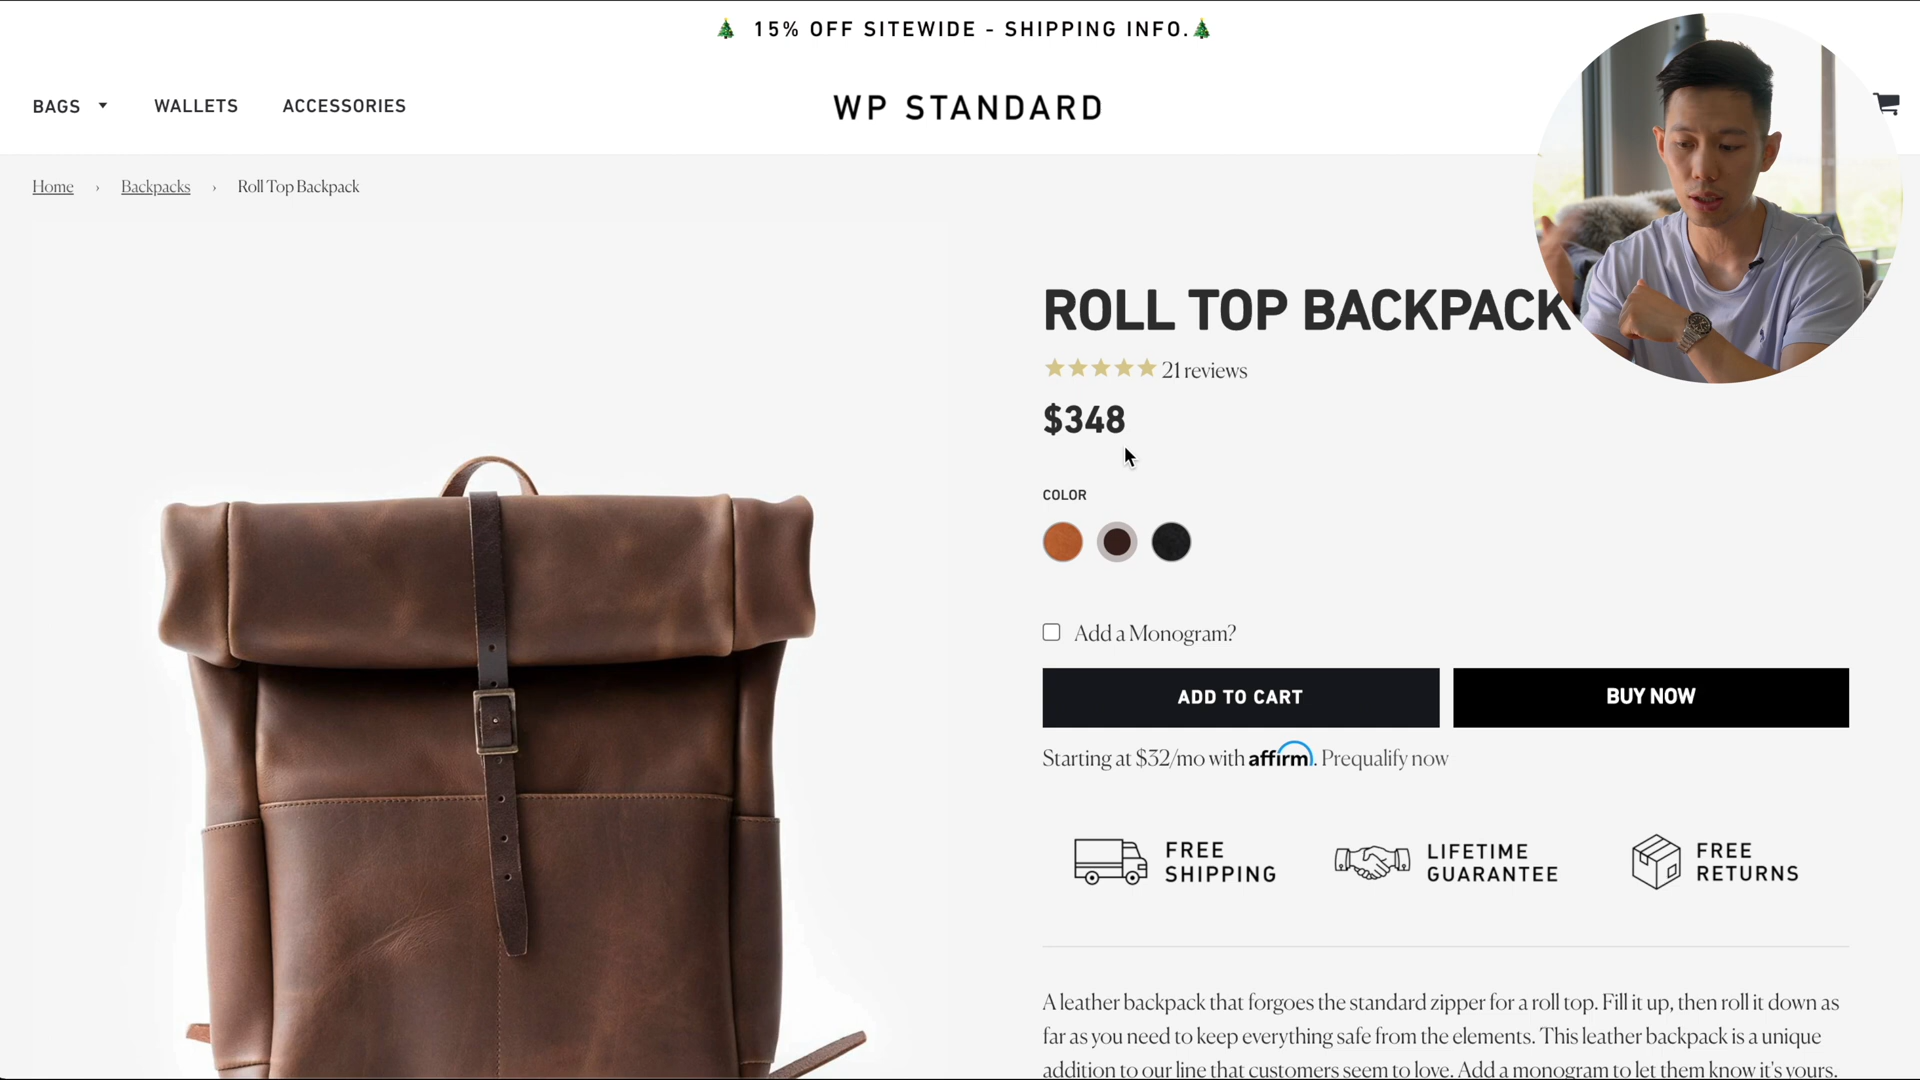 🎄 15% OFF SITEWIDE - SHIPPING INFO.🎄
BAGS
WALLETS
ACCESSORIES
WP STANDARD
Home › Backpacks › Roll Top Backpack
ROLL TOP BACKPACK
21 reviews
$348
COLOR
Add a Monogram?
ADD TO CART
BUY NOW
Starting at $32/mo with affirm. Prequalify now
FREE
SHIPPING
LIFETIME
GUARANTEE
FREE
RETURNS
A leather backpack that forgoes the standard zipper for a roll top. Fill it up, then roll it down as
far as you need to keep everything safe from the elements. This leather backpack is a unique
addition to our line that customers seem to love. Add a monogram to let them know it's yours.